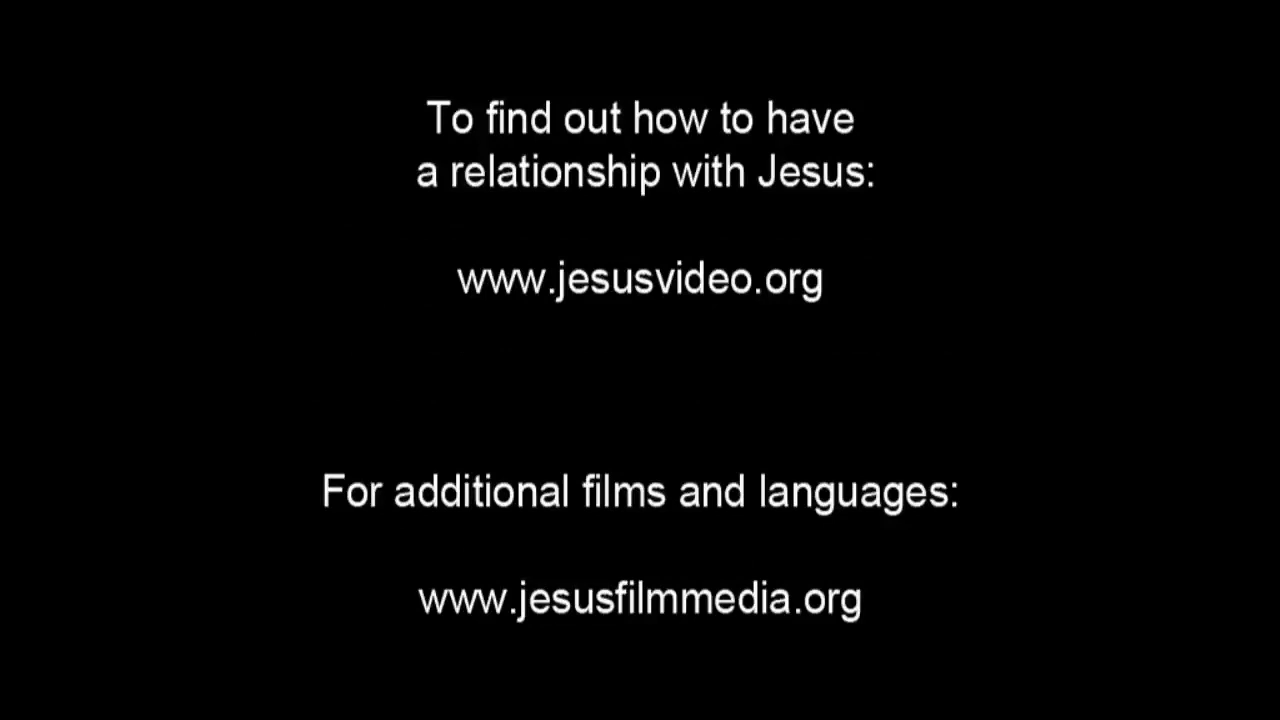 To find out how to have
a relationship with Jesus:
www.jesusvideo.org
For additional films and languages:
www.jesusfilmmedia.org